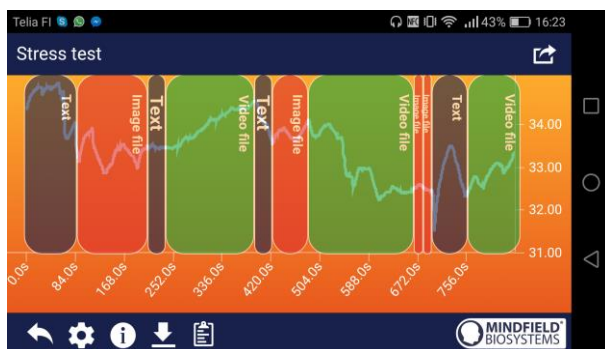 Telia FI 43% 16:23
Stress test
Text
Image file
Text
Video file
Text
Image file
Video file
Image file
Image file
Text
Video file
34.00
33.00
32.00
31.00
0.0s
84.0s
168.0s
252.0s
336.0s
420.0s
504.0s
588.0s
672.0s
756.0s
MINDFIELD®
BIOSYSTEMS